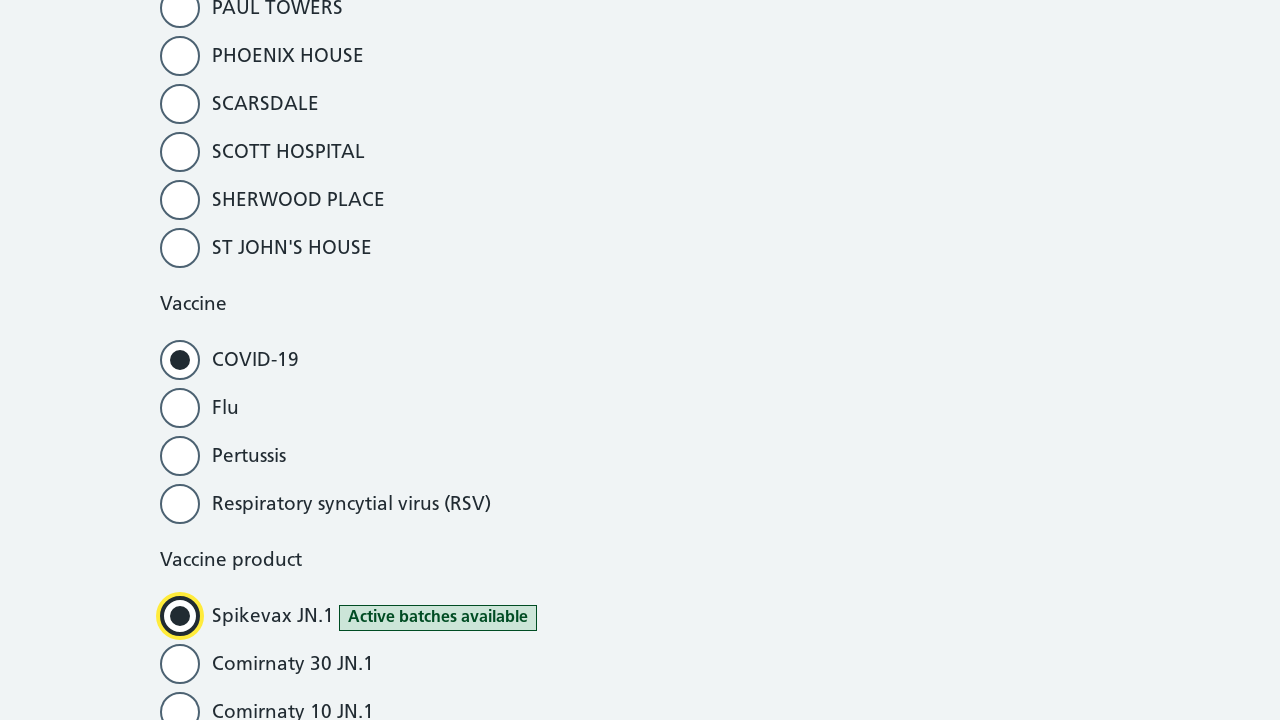 PAUL TOWERS
PHOENIX HOUSE
SCARSDALE
SCOTT HOSPITAL
SHERWOOD PLACE
ST JOHN'S HOUSE
Vaccine
COVID-19
Flu
Pertussis
Respiratory syncytial virus (RSV)
Vaccine product
Spikevax JN.1 Active batches available
Comirnaty 30 JN.1
Comirnaty 10 JN.1